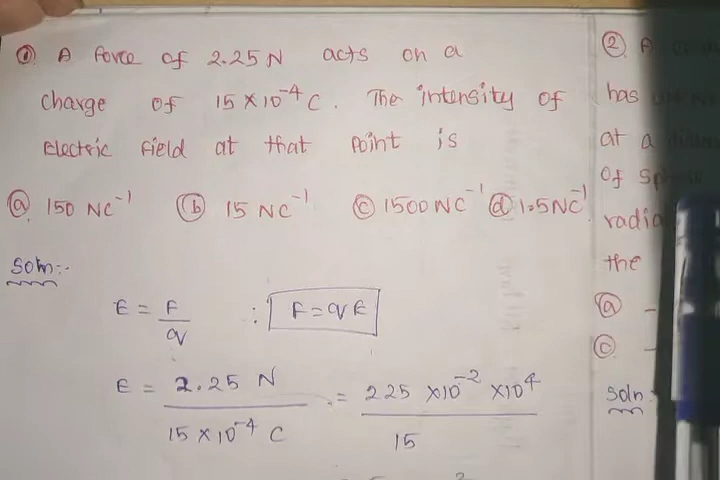 ① A force of 2.25 N acts on a
charge of 15 × 10⁻⁴ C. The intensity of
Electric Field at that Point is
ⓐ 150 NC⁻¹ ⓑ 15 NC⁻¹ ⓒ 1500 NC⁻¹ ⓓ 1.5 NC⁻¹
Soln:-
E = F/q : F = qE
E = 2.25 N / 15 × 10⁻⁴ C = 225 × 10⁻² × 10⁴ / 15
② A
has
at a
of
the
ⓐ -
ⓒ -
Soln: